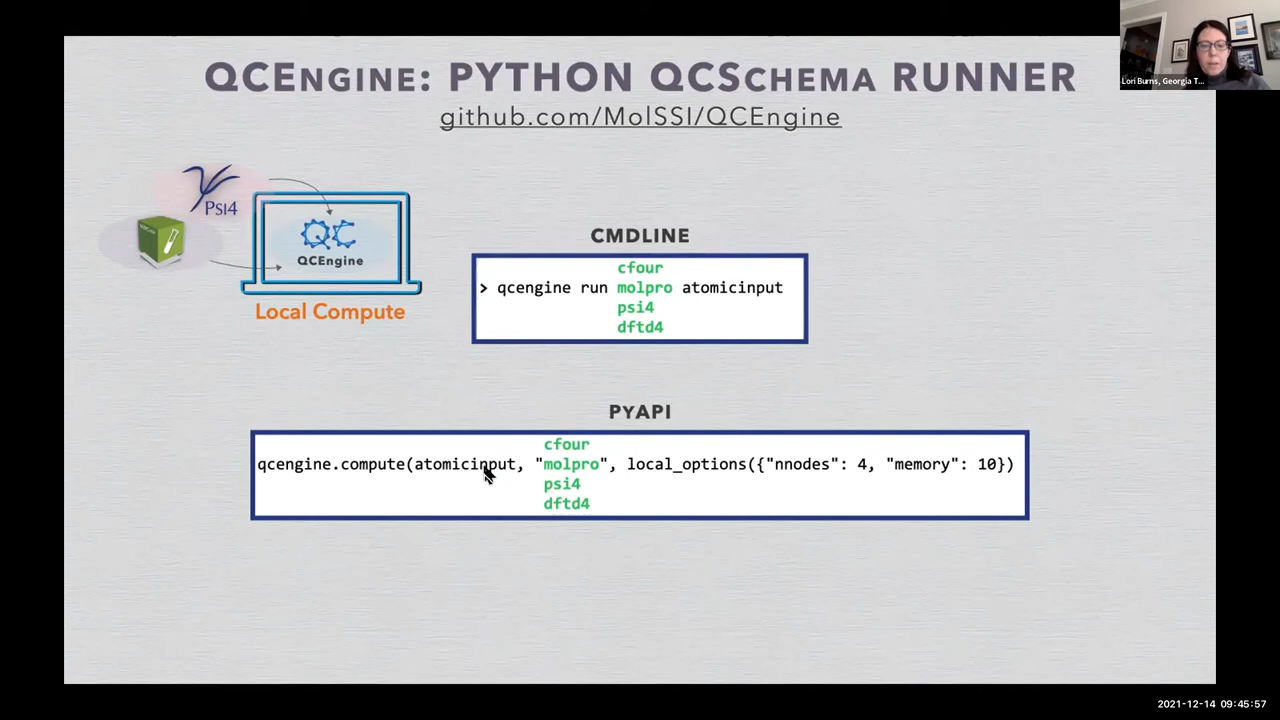 QCEngine: Python QCSchema Runner
github.com/MolSSI/QCEngine
Lori Burns, Georgia T...
Psi4
QC
QCEngine
Local Compute
CMDLINE
cfour
> qcengine run molpro atomicinput
psi4
dftd4
PyAPI
cfour
qcengine.compute(atomicinput, "molpro", local_options({"nnodes": 4, "memory": 10})
psi4
dftd4
2021-12-14 09:45:57